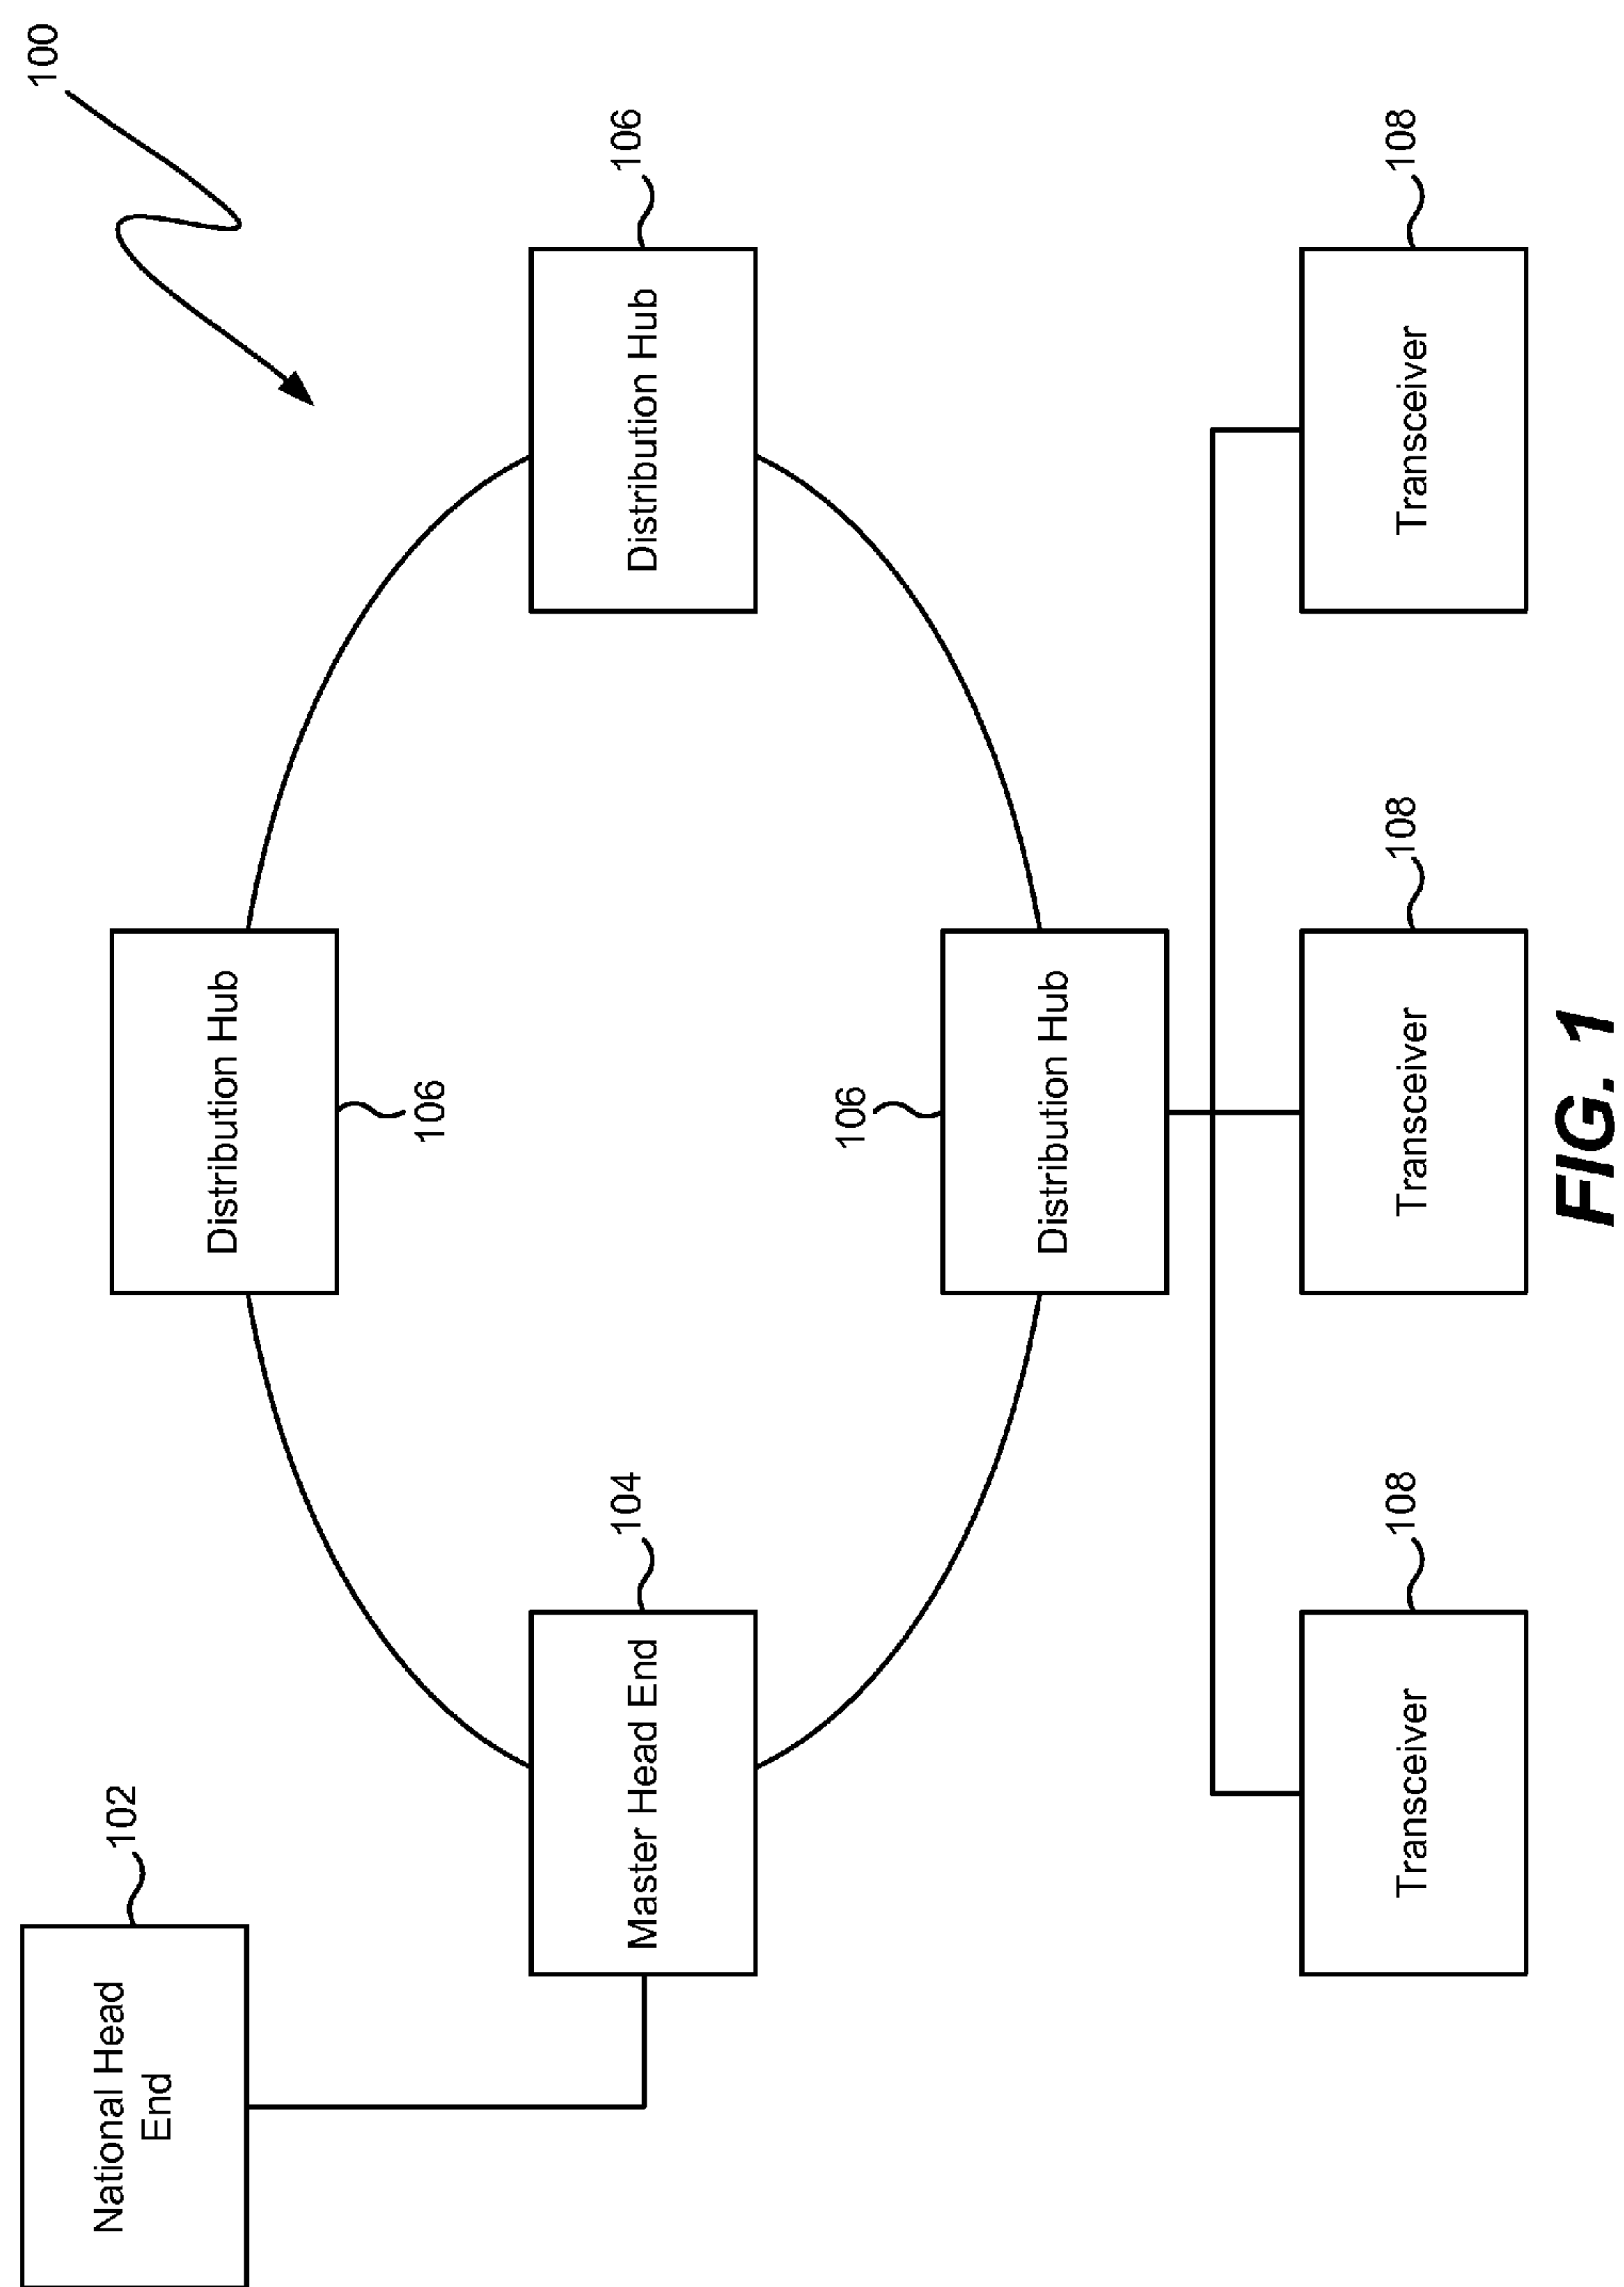 100
102
National Head
End
Distribution Hub
106
104
Master Head End
106
Distribution Hub
106
Distribution Hub
108
Transceiver
108
Transceiver
108
Transceiver
FIG. 1